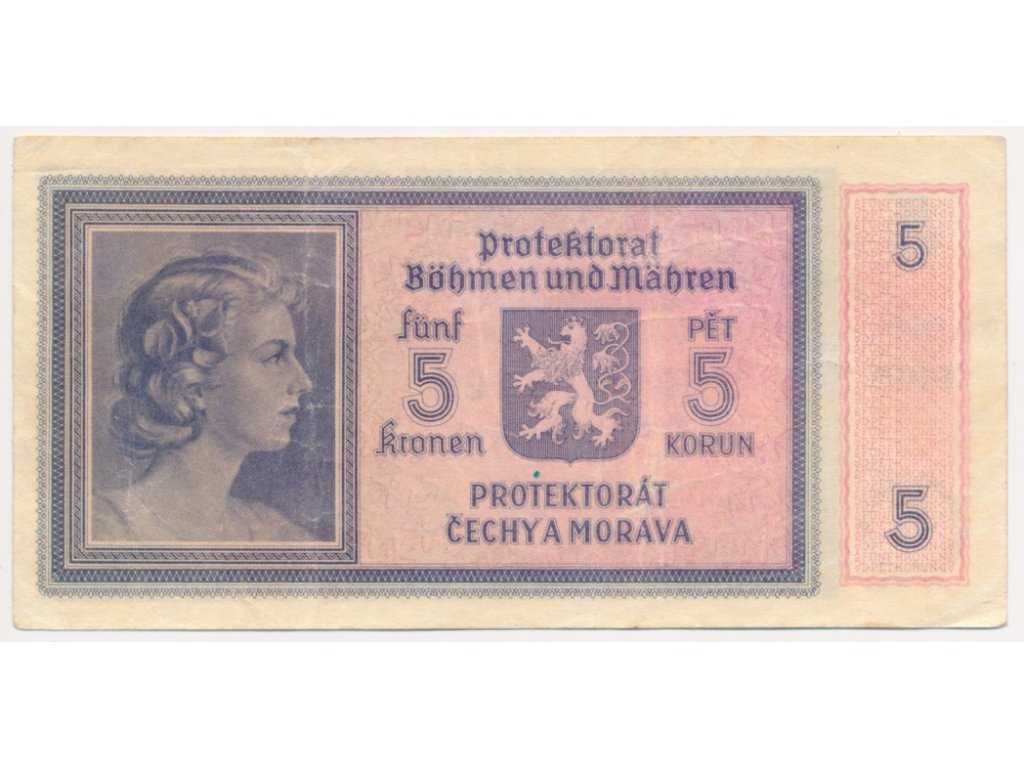 Protektorat
Böhmen und Mähren
fünf
5
Kronen
PĚT
5
KORUN
PROTEKTORÁT
ČECHY A MORAVA
5
5